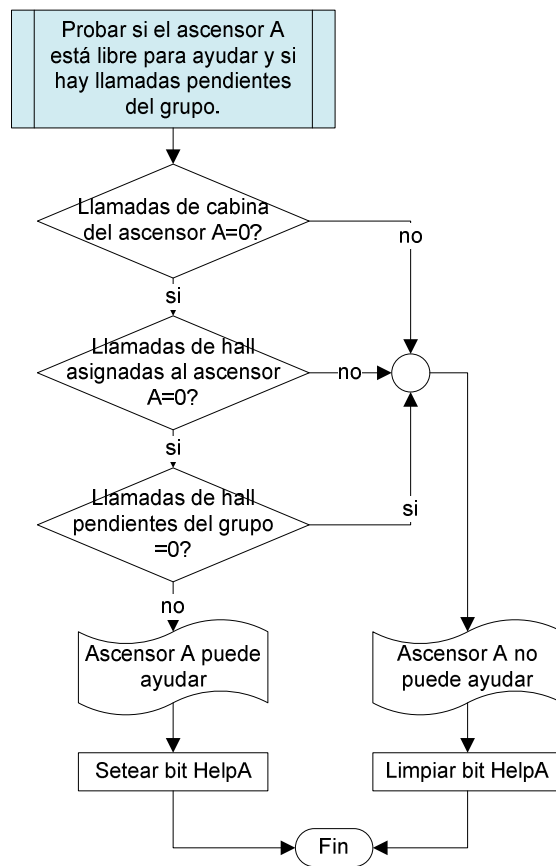 Probar si el ascensor A
está libre para ayudar y si
hay llamadas pendientes
del grupo.
Llamadas de cabina
del ascensor A=0?
no
si
Llamadas de hall
asignadas al ascensor
A=0?
no
si
Llamadas de hall
pendientes del grupo
=0?
si
no
Ascensor A puede
ayudar
Ascensor A no
puede ayudar
Setear bit HelpA
Limpiar bit HelpA
Fin